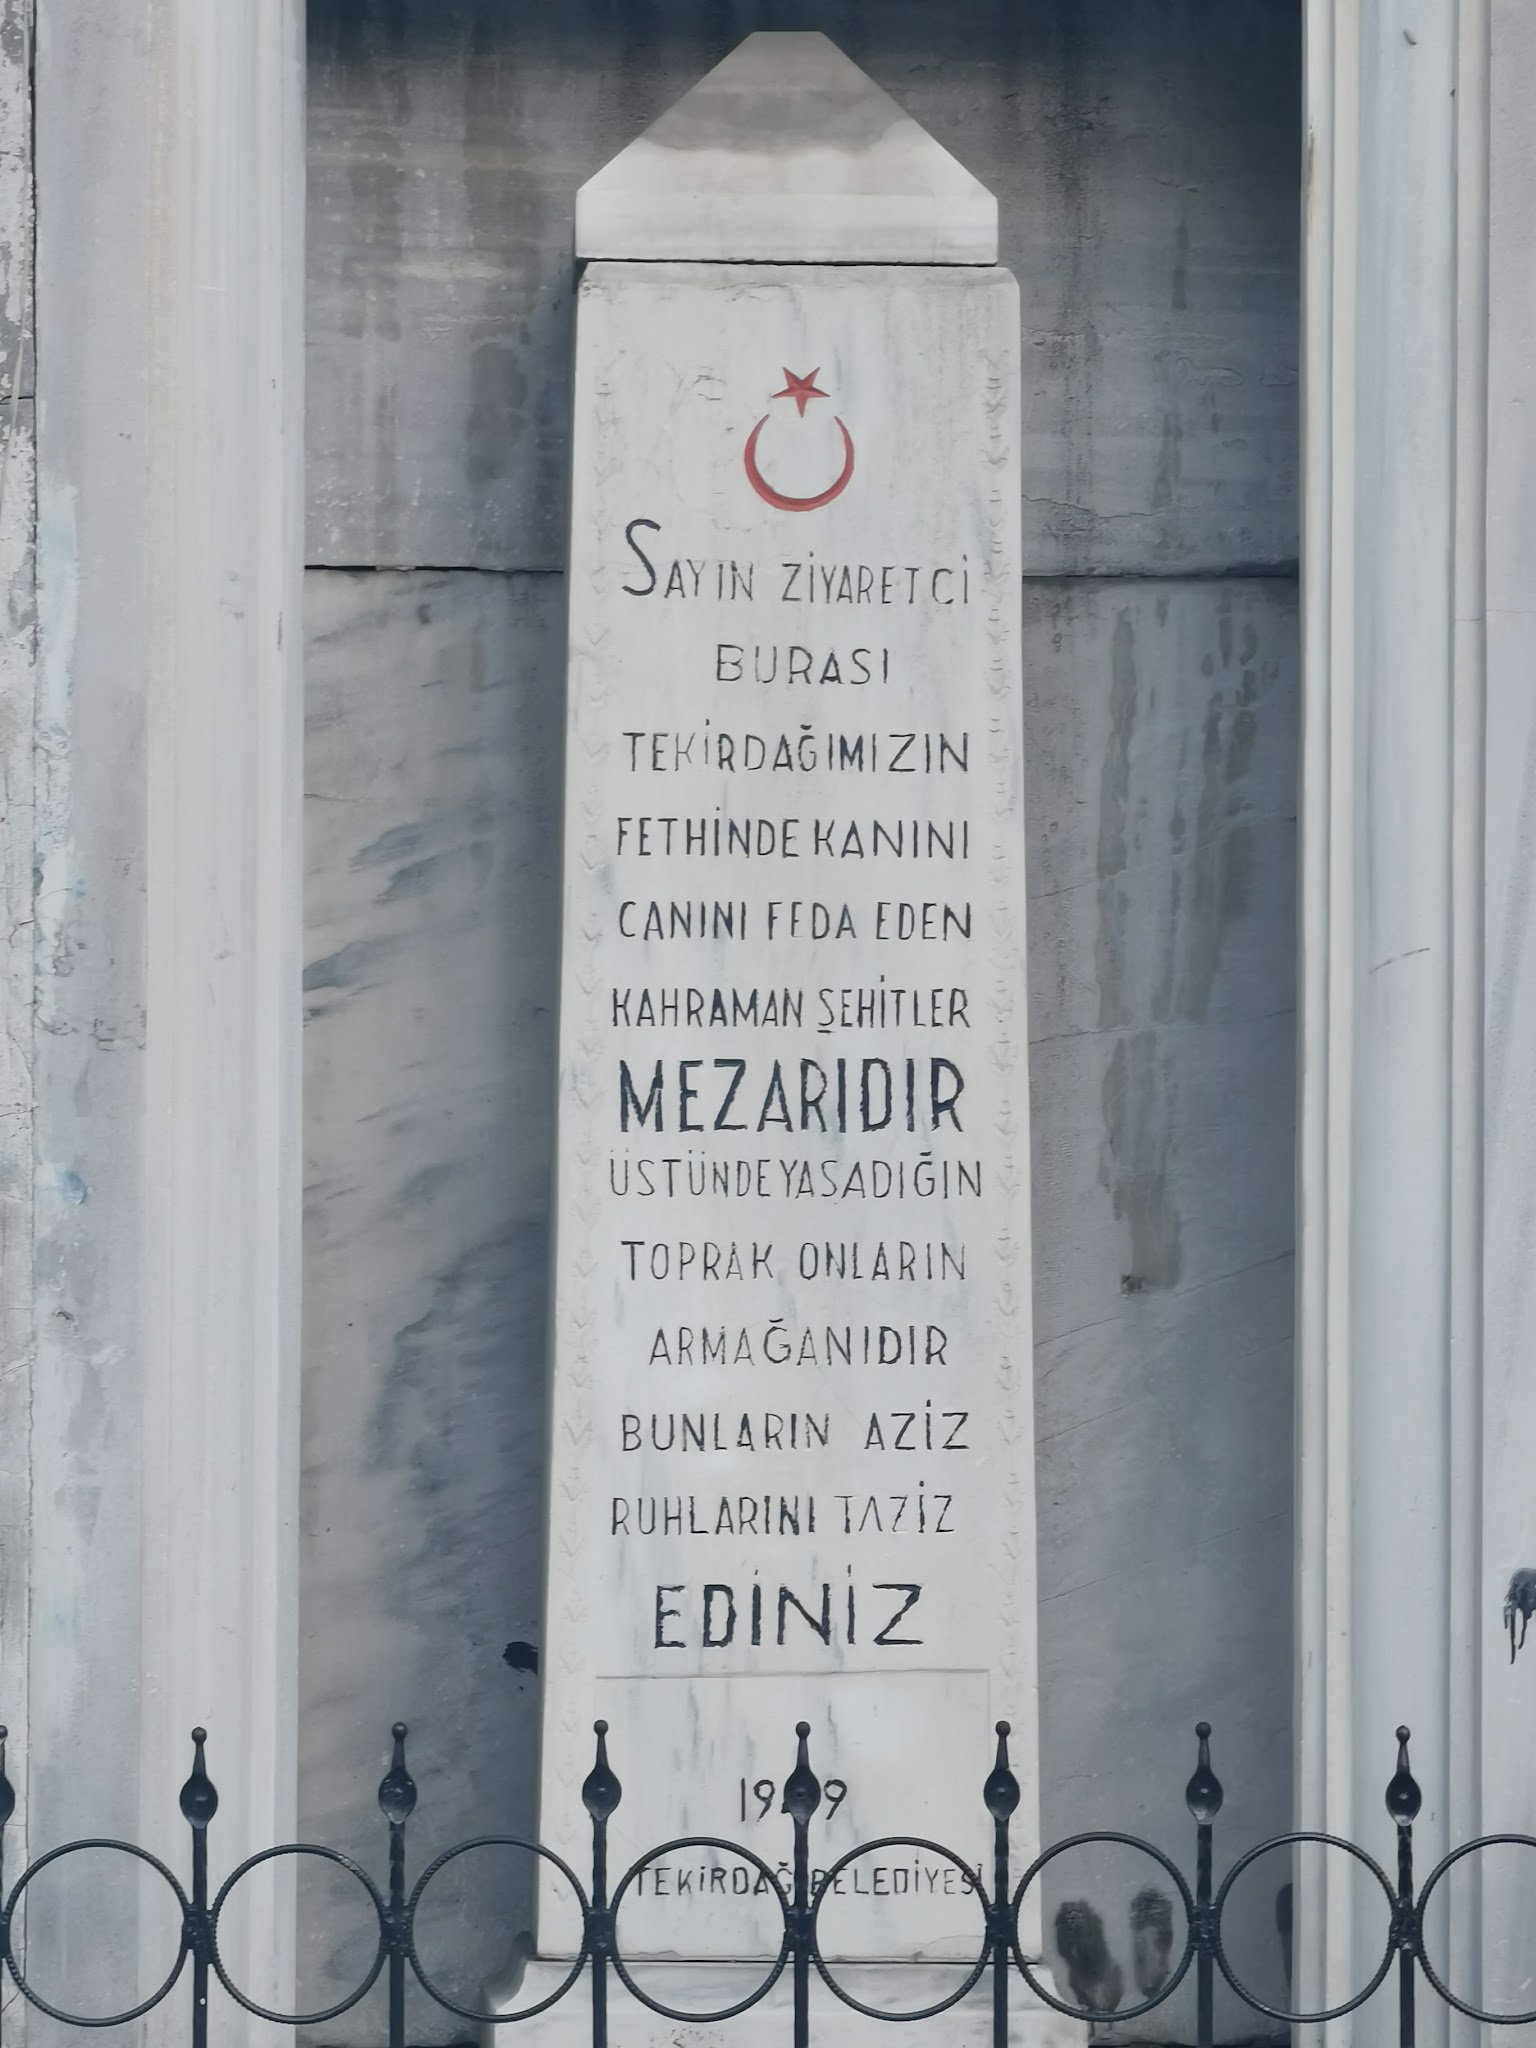 SAYIN ZİYARETCİ
BURASI
TEKİRDAĞIMIZIN
FETHİNDE KANINI
CANINI FEDA EDEN
KAHRAMAN ŞEHİTLER
MEZARIDIR
ÜSTÜNDE YASADIĞIN
TOPRAK ONLARIN
ARMAĞANIDIR
BUNLARIN AZİZ
RUHLARINI TAZİZ
EDİNİZ
TEKİRDAĞ BELEDİYESİ